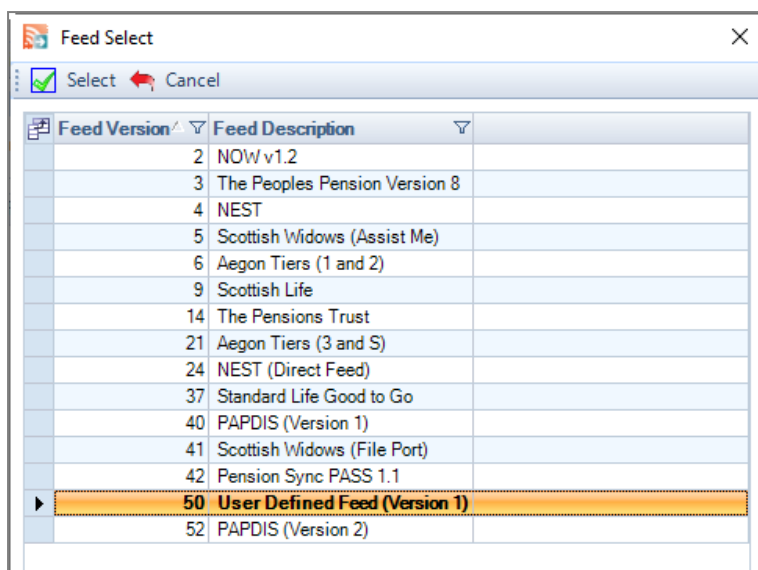 Feed Select
Select Cancel
Feed Version Feed Description
2 NOW v1.2
3 The Peoples Pension Version 8
4 NEST
5 Scottish Widows (Assist Me)
6 Aegon Tiers (1 and 2)
9 Scottish Life
14 The Pensions Trust
21 Aegon Tiers (3 and S)
24 NEST (Direct Feed)
37 Standard Life Good to Go
40 PAPDIS (Version 1)
41 Scottish Widows (File Port)
42 Pension Sync PASS 1.1
50 User Defined Feed (Version 1)
52 PAPDIS (Version 2)